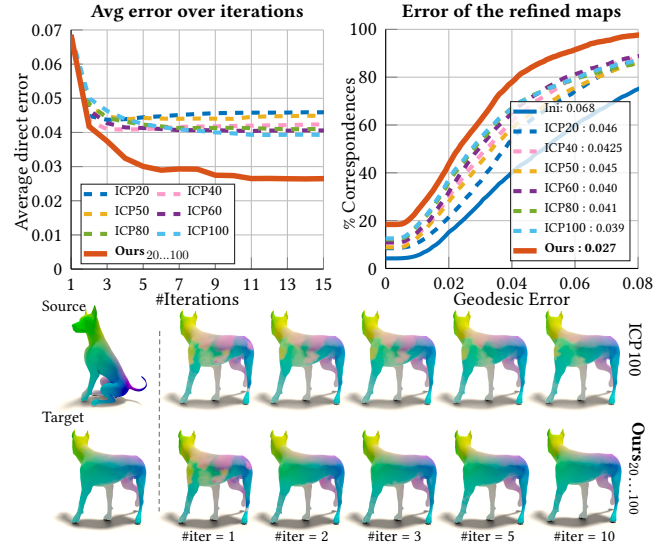 Avg error over iterations
Average direct error
0.07
0.06
0.05
0.04
0.03
0.02
0.01
0
1 3 5 7 9 11 13 15
#Iterations
ICP20 ICP40
ICP50 ICP60
ICP80 ICP100
Ours20...100
Error of the refined maps
% Correspondences
100
80
60
40
20
0
0 0.02 0.04 0.06 0.08
Geodesic Error
Ini: 0.068
ICP20 : 0.046
ICP40 : 0.0425
ICP50 : 0.045
ICP60 : 0.040
ICP80 : 0.041
ICP100 : 0.039
Ours : 0.027
Source
ICP100
Target
Ours20...100
#iter = 1 #iter = 2 #iter = 3 #iter = 5 #iter = 10